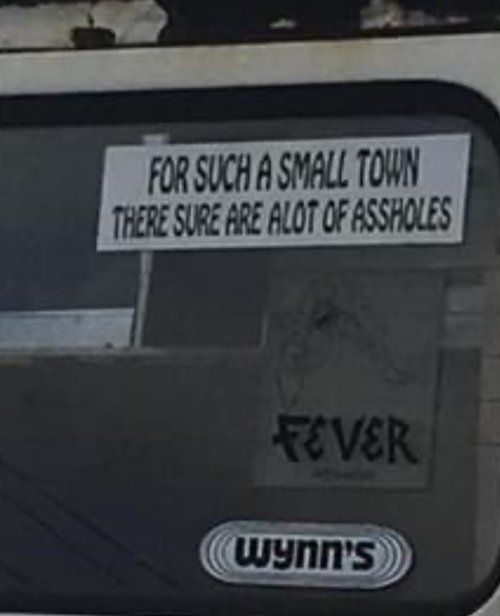 FOR SUCH A SMALL TOWN
THERE SURE ARE ALOT OF ASSHOLES
FEVER
wynn's